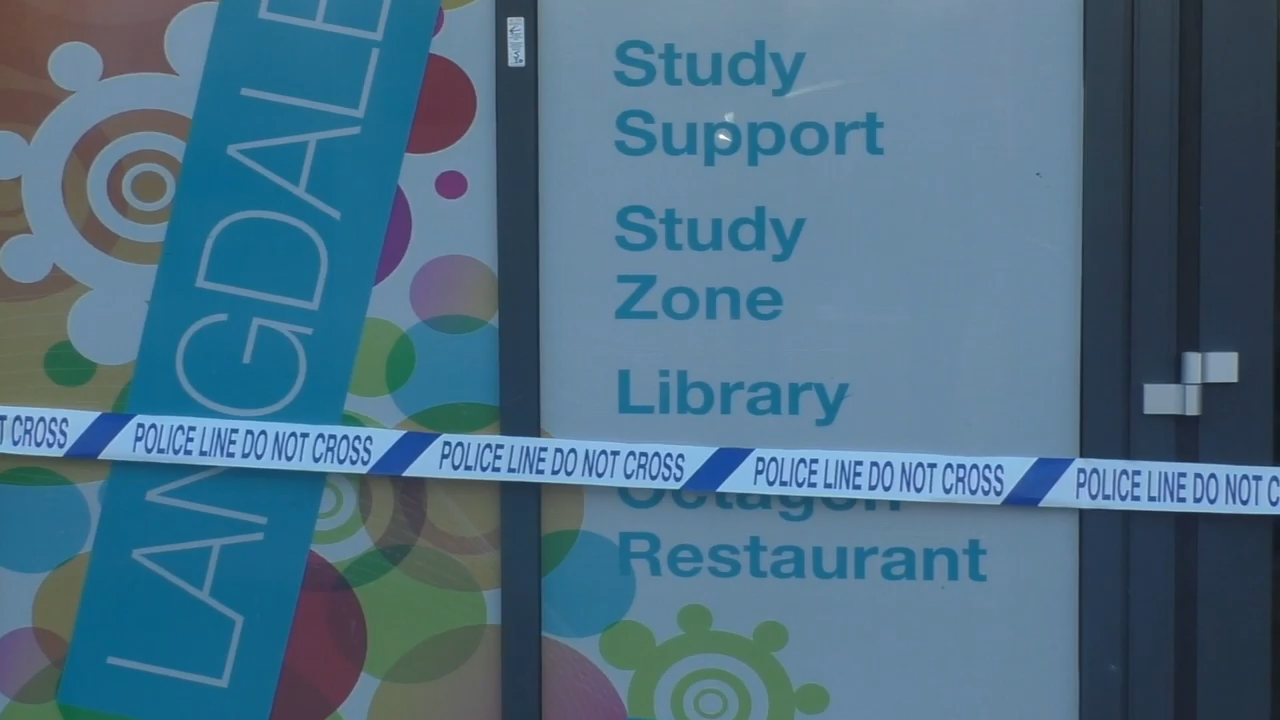 LANGDALE
Study
Support
Study
Zone
Library
T CROSS POLICE LINE DO NOT CROSS POLICE LINE DO NOT CROSS POLICE LINE DO NOT CROSS POLICE LINE DO NOT C
Octagon
Restaurant